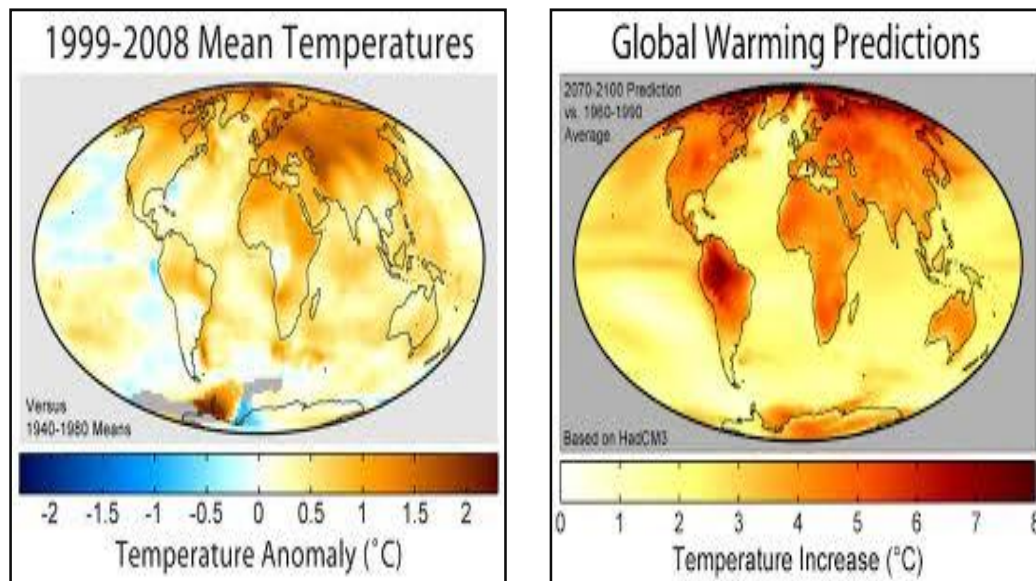 1999-2008 Mean Temperatures
Versus
1940-1980 Means
-2 -1.5 -1 -0.5 0 0.5 1 1.5 2
Temperature Anomaly (˚C)
Global Warming Predictions
2070-2100 Prediction
vs. 1960-1990
Average
Based on HadCM3
0 1 2 3 4 5 6 7 8
Temperature Increase (°C)